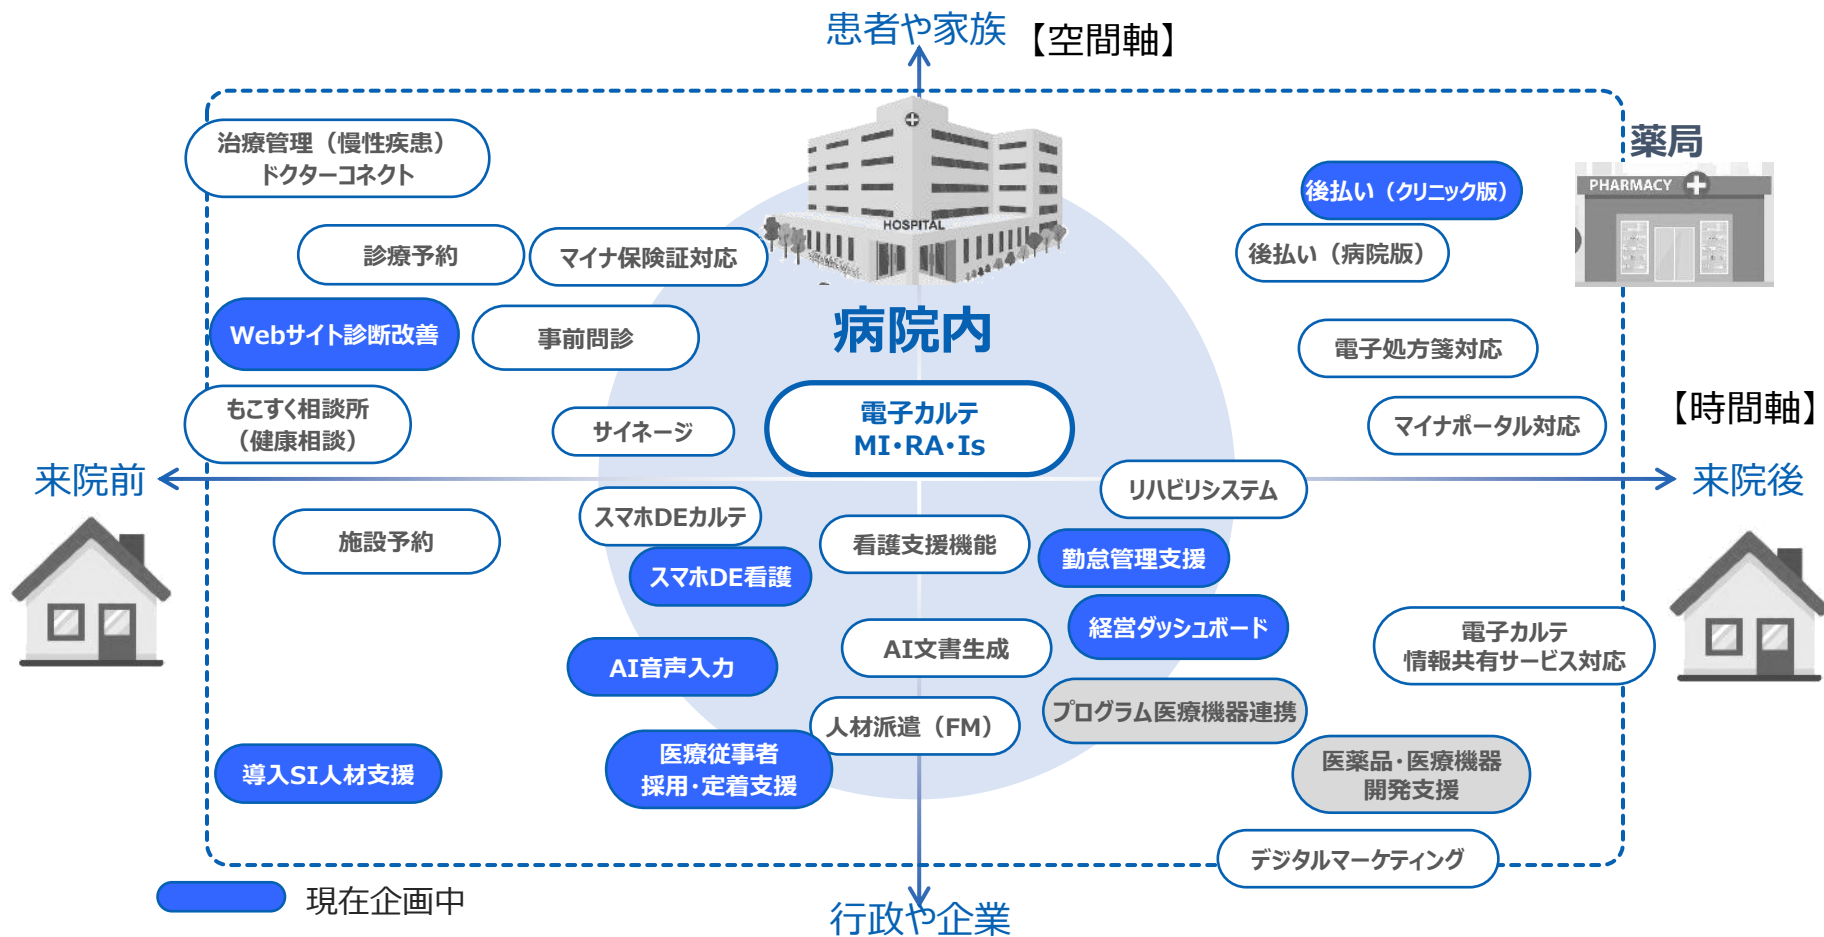 患者や家族
【空間軸】
治療管理（慢性疾患）
ドクターコネクト
薬局
PHARMACY
後払い（クリニック版）
HOSPITAL
診療予約
マイナ保険証対応
後払い（病院版）
病院内
Webサイト診断改善
事前問診
電子処方箋対応
もこすく相談所
（健康相談）
サイネージ
電子カルテ
MI・RA・Is
マイナポータル対応
【時間軸】
来院前
来院後
リハビリシステム
スマホDEカルテ
施設予約
看護支援機能
勤怠管理支援
スマホDE看護
経営ダッシュボード
AI文書生成
電子カルテ
情報共有サービス対応
AI音声入力
プログラム医療機器連携
人材派遣（FM）
導入SI人材支援
医療従事者
採用・定着支援
医薬品・医療機器
開発支援
デジタルマーケティング
現在企画中
行政や企業